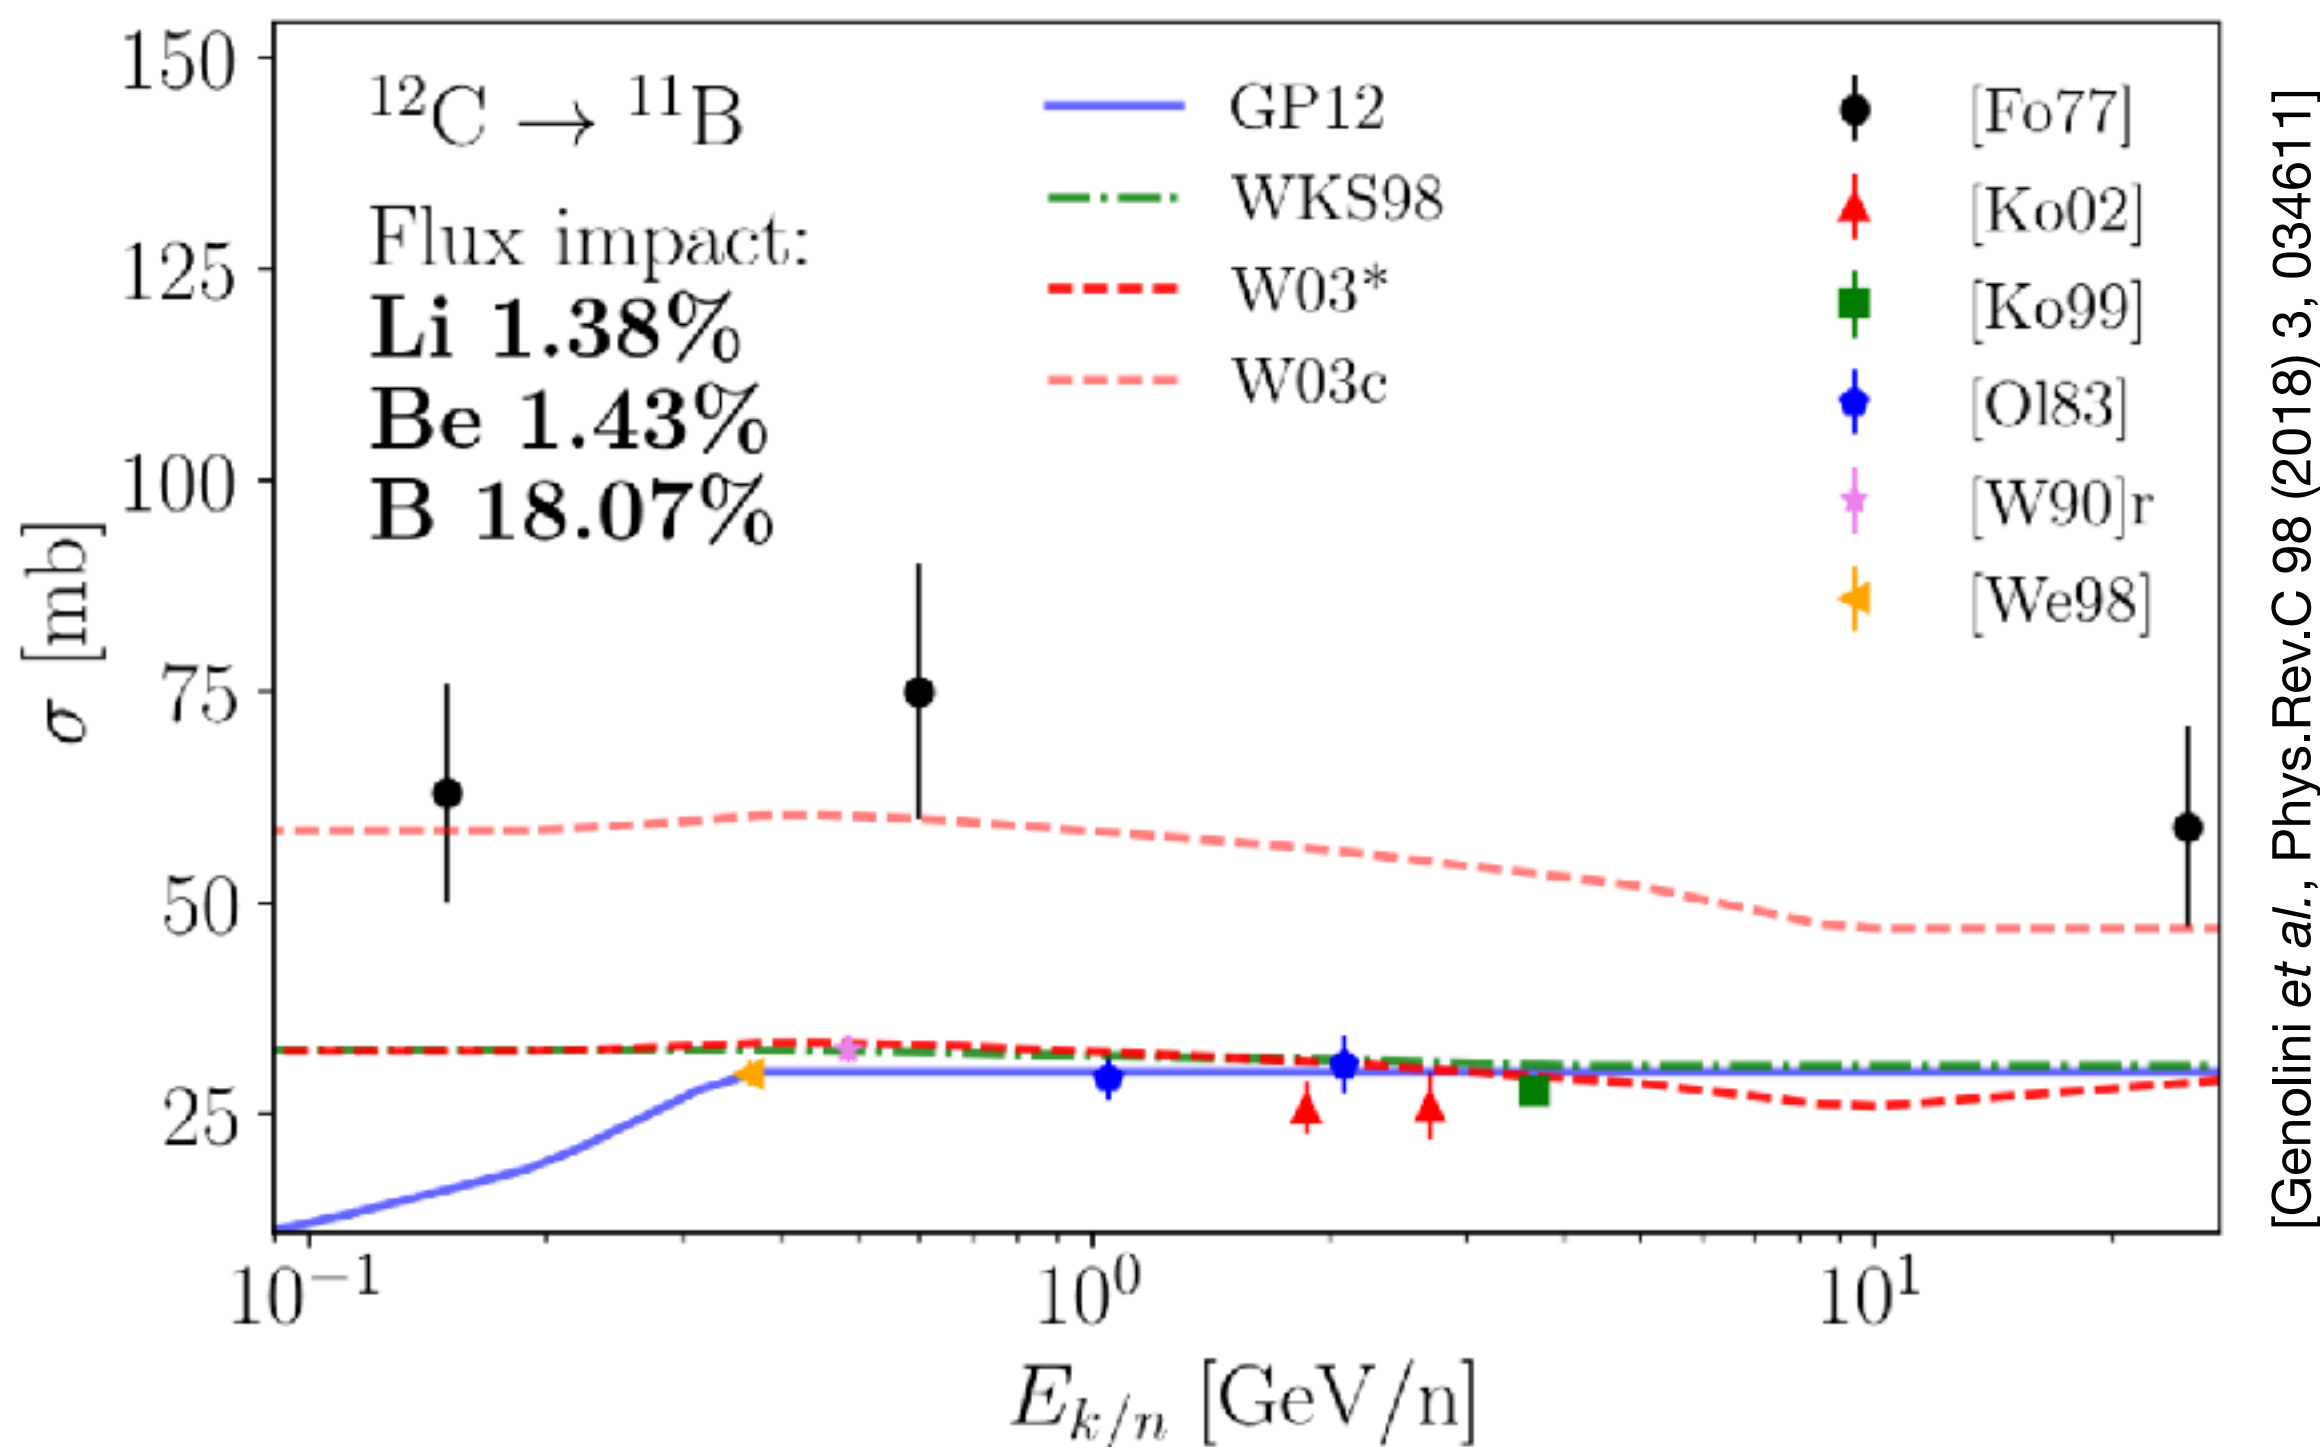 150
125
100
75
50
25
σ [mb]
¹²C → ¹¹B
Flux impact:
Li 1.38%
Be 1.43%
B 18.07%
GP12
WKS98
W03*
W03c
[Fo77]
[Ko02]
[Ko99]
[Ol83]
[W90]r
[We98]
10⁻¹
10⁰
10¹
Eₖ/ₙ [GeV/n]
[Genolini et al., Phys.Rev.C 98 (2018) 3, 034611]